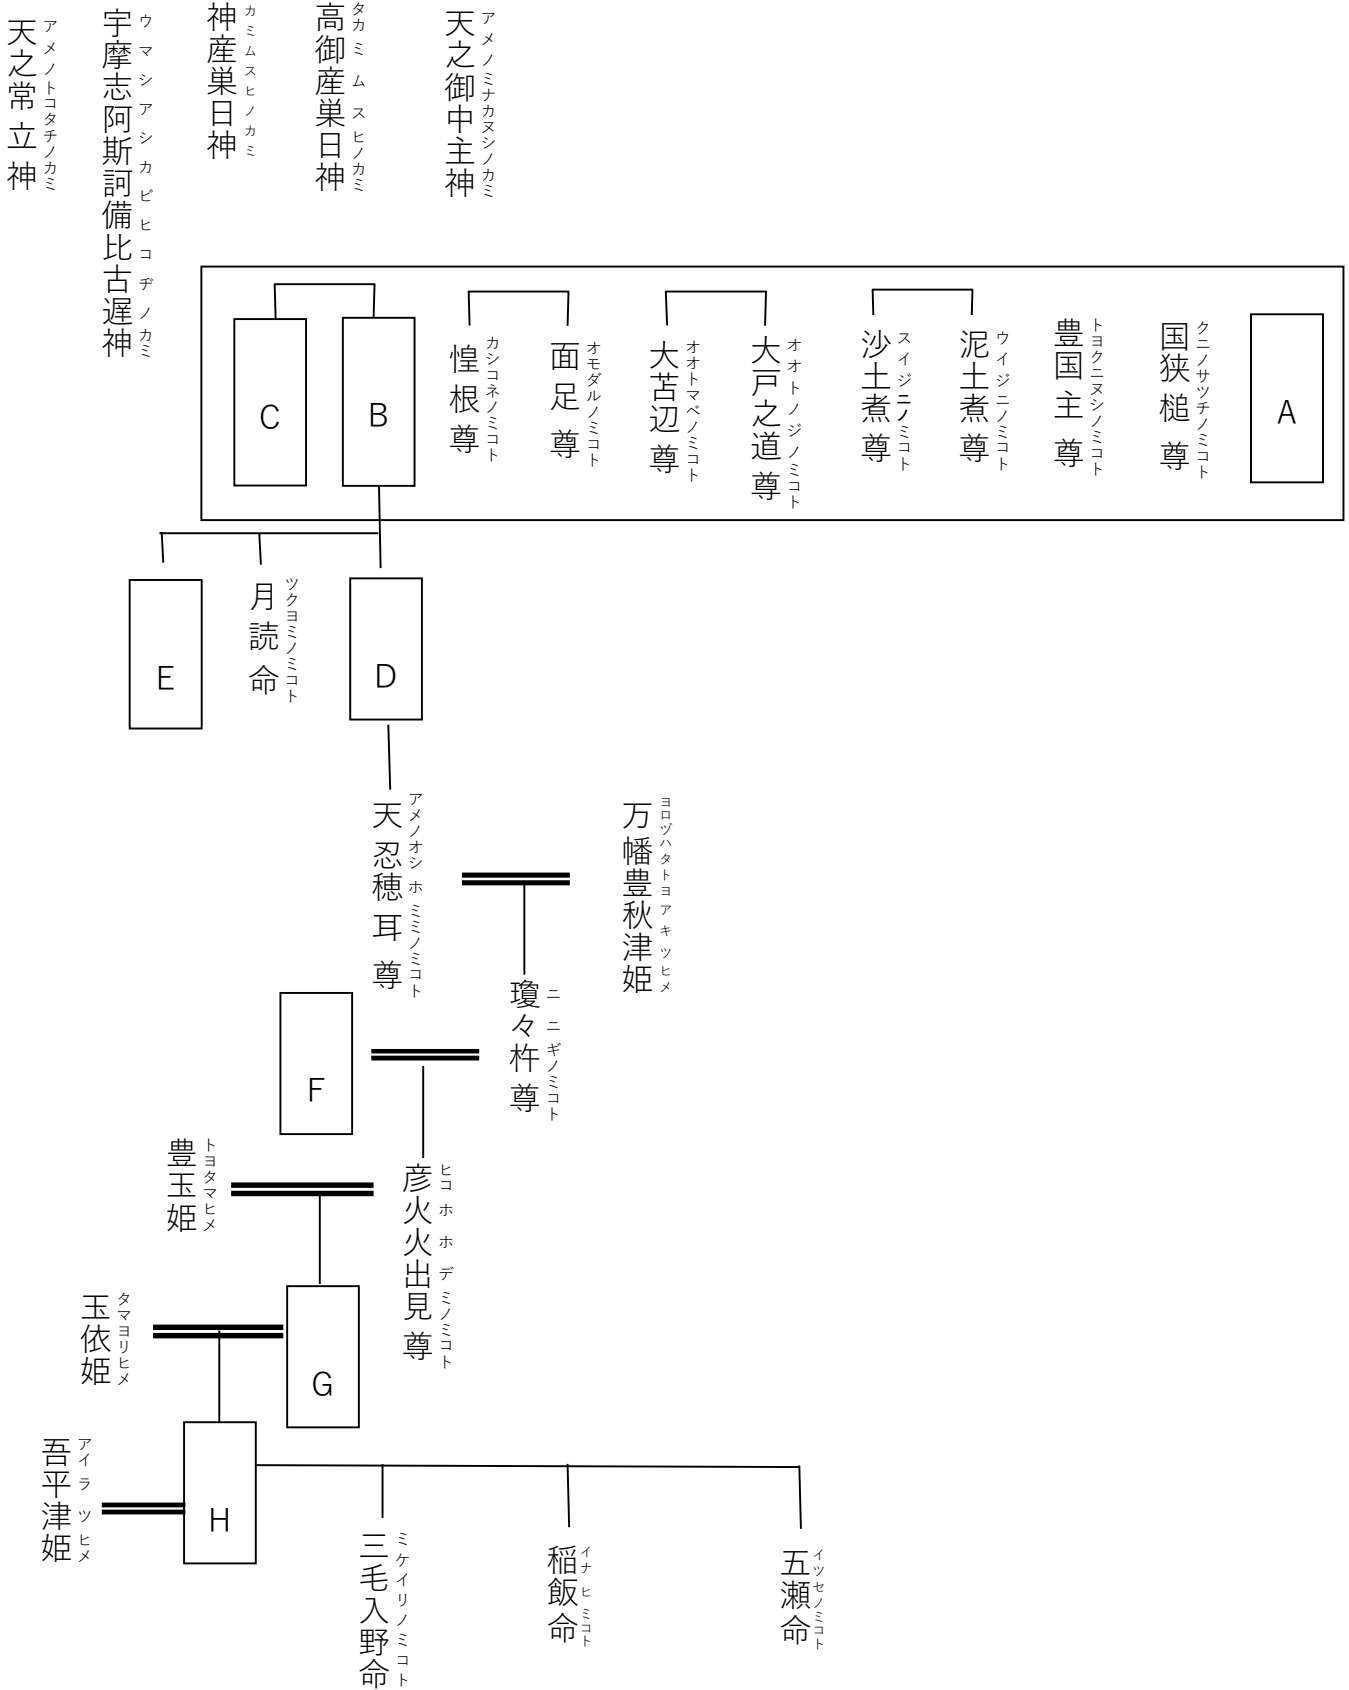 天之御中主神
アメノミナカヌシノカミ
高御産巣日神
タカミムスヒノカミ
神産巣日神
カミムスヒノカミ
宇摩志阿斯訶備比古遅神
ウマシアシカビヒコヂノカミ
天之常立神
アメノトコタチノカミ
A
国狭槌尊
クニノサツチノミコト
豊国主尊
トヨクニヌシノミコト
泥土煮尊
ウイジニノミコト
沙土煮尊
スイジニノミコト
大戸之道尊
オオトノジノミコト
大苫辺尊
オオトマベノミコト
面足尊
オモダルノミコト
惶根尊
カシコネノミコト
B
C
D
月読命
ツクヨミノミコト
E
万幡豊秋津姫
ヨロヅハタトヨアキツヒメ
天忍穂耳尊
アメノオシホミミノミコト
瓊々杵尊
ニニギノミコト
F
彦火火出見尊
ヒコホホデミノミコト
豊玉姫
トヨタマヒメ
G
玉依姫
タマヨリヒメ
H
吾平津姫
アイラツヒメ
五瀬命
イツセノミコト
稲飯命
イナヒミコト
三毛入野命
ミケイリノミコト